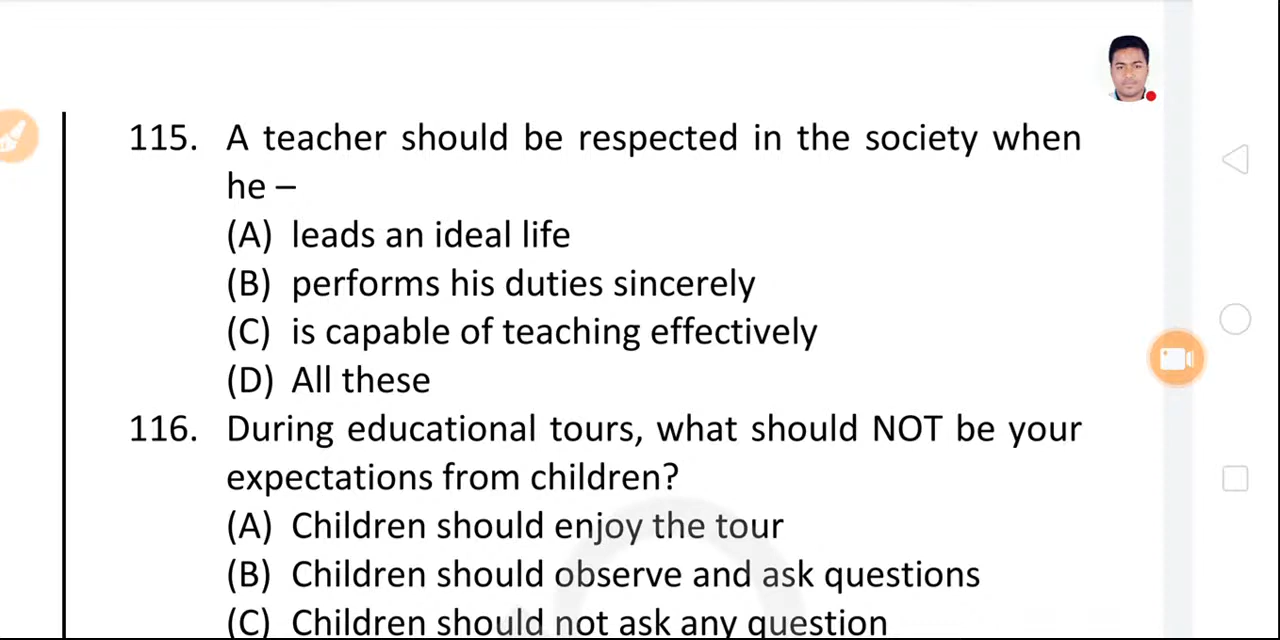 115. A teacher should be respected in the society when
he –
(A) leads an ideal life
(B) performs his duties sincerely
(C) is capable of teaching effectively
(D) All these
116. During educational tours, what should NOT be your
expectations from children?
(A) Children should enjoy the tour
(B) Children should observe and ask questions
(C) Children should not ask any question